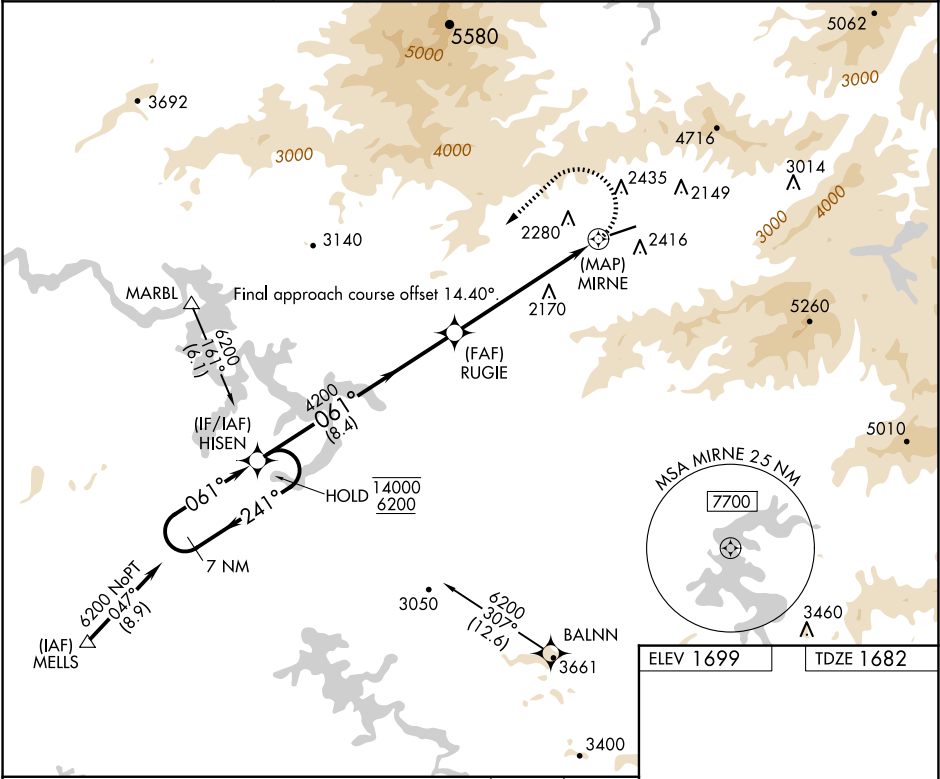 5580
5000
5062
3000
3692
3000
4000
4716
3014
2435
2149
4000
3000
2280
2416
3140
(MAP)
MIRNE
MARBL
Final approach course offset 14.40°.
2170
5260
6200
161°
(6.1)
(FAF)
RUGIE
4200
061°
(8.4)
(IF/IAF)
HISEN
5010
MSA MIRNE 25 NM
7700
061°
241°
HOLD
14000
6200
7 NM
6200 NoPT
047°
(8.9)
3050
6200
307°
(12.6)
BALNN
3661
3460
(IAF)
MELLS
ELEV 1699
TDZE 1682
3400